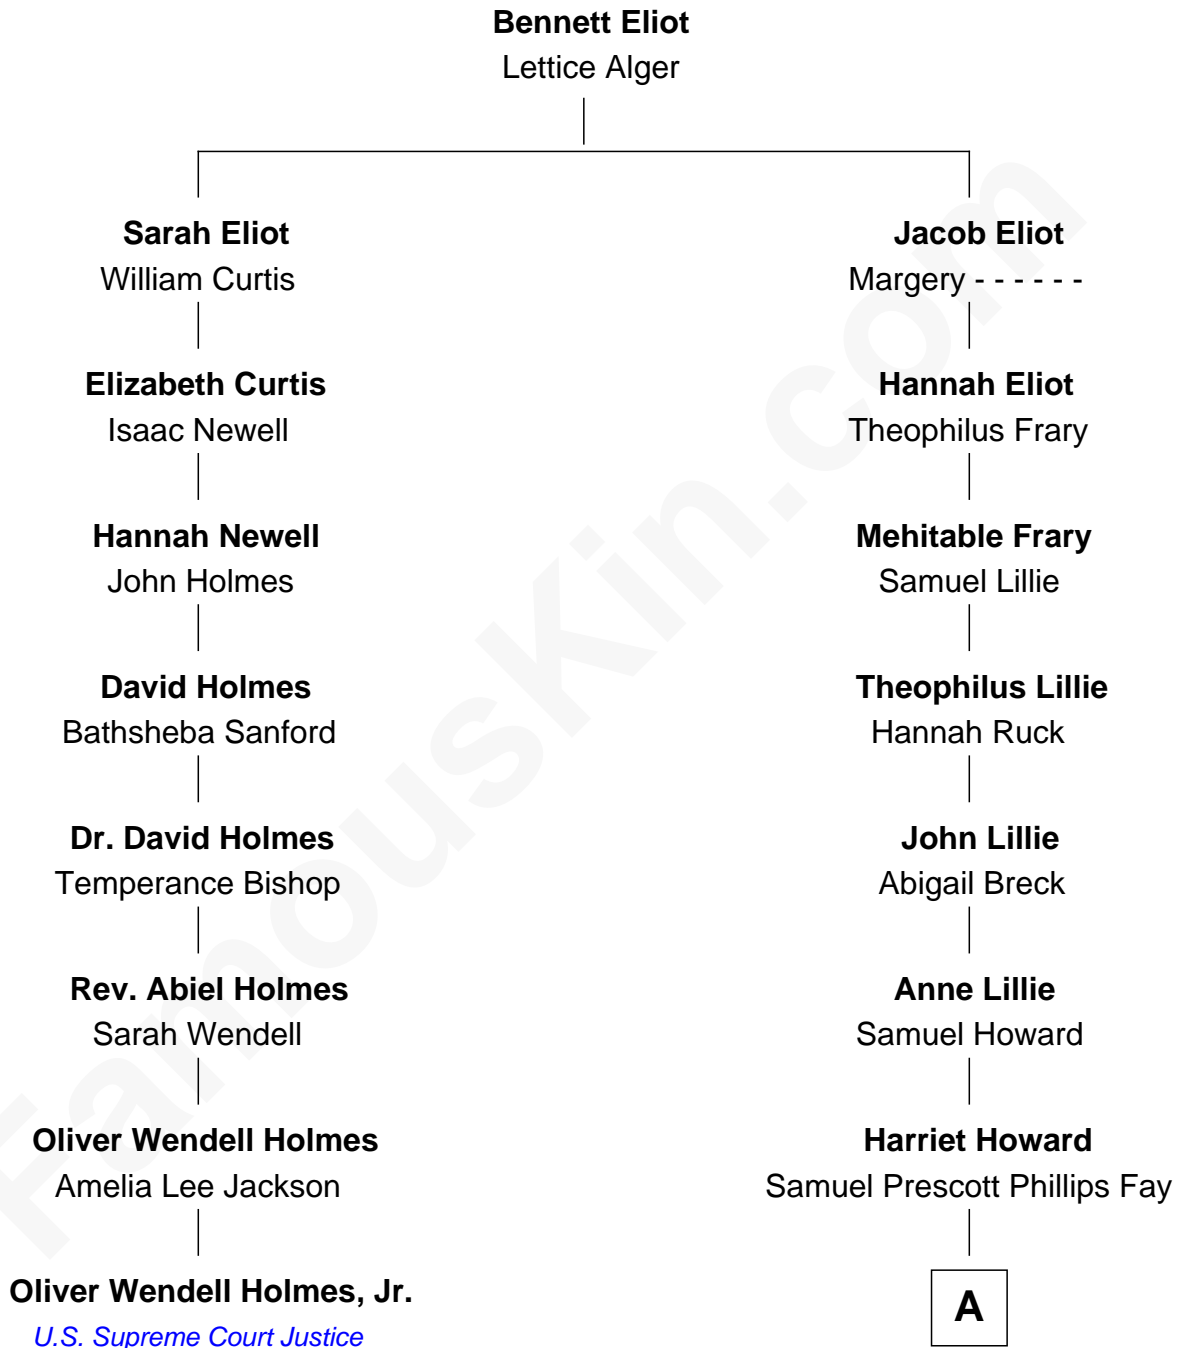 Bennett Eliot
Lettice Alger
Sarah Eliot
William Curtis
Jacob Eliot
Margery - - - - - -
Elizabeth Curtis
Isaac Newell
Hannah Eliot
Theophilus Frary
Hannah Newell
John Holmes
Mehitable Frary
Samuel Lillie
David Holmes
Bathsheba Sanford
Theophilus Lillie
Hannah Ruck
Dr. David Holmes
Temperance Bishop
John Lillie
Abigail Breck
Rev. Abiel Holmes
Sarah Wendell
Anne Lillie
Samuel Howard
Oliver Wendell Holmes
Amelia Lee Jackson
Harriet Howard
Samuel Prescott Phillips Fay
Oliver Wendell Holmes, Jr.
U.S. Supreme Court Justice
A
FamousKin.com